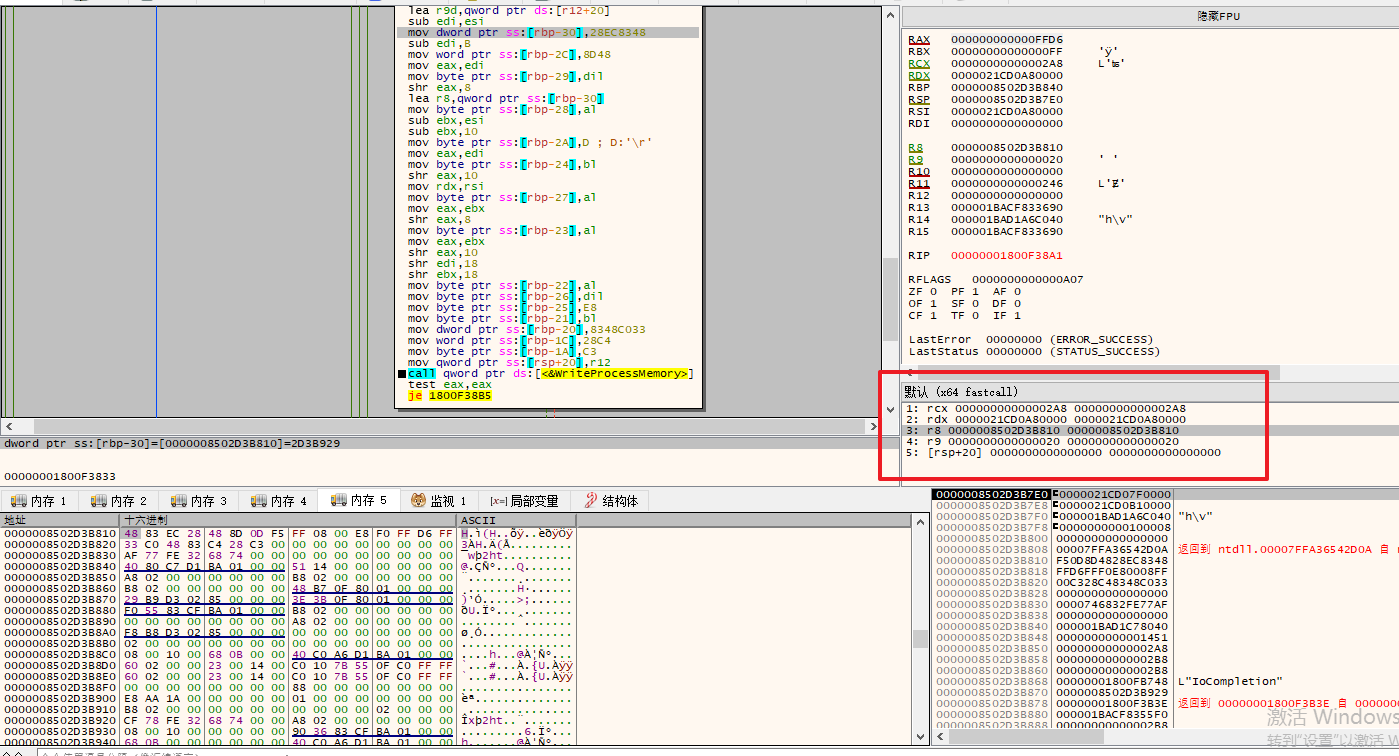 lea r9d,qword ptr ds:[r12+20]
sub edi,esi
mov dword ptr ss:[rbp-30],28EC8348
sub edi,B
mov word ptr ss:[rbp-2C],8D48
mov eax,edi
mov byte ptr ss:[rbp-29],dil
shr eax,8
lea r8,qword ptr ss:[rbp-30]
mov byte ptr ss:[rbp-28],al
sub ebx,esi
sub ebx,10
mov byte ptr ss:[rbp-2A],D ; D:'\r'
mov eax,edi
mov byte ptr ss:[rbp-24],bl
shr eax,10
mov rdx,rsi
mov byte ptr ss:[rbp-27],al
mov eax,ebx
shr eax,8
mov byte ptr ss:[rbp-23],al
mov eax,ebx
shr eax,10
shr edi,18
shr ebx,18
mov byte ptr ss:[rbp-22],al
mov byte ptr ss:[rbp-26],dil
mov byte ptr ss:[rbp-25],E8
mov byte ptr ss:[rbp-21],bl
mov dword ptr ss:[rbp-20],8348C033
mov word ptr ss:[rbp-1C],28C4
mov byte ptr ss:[rbp-1A],C3
mov qword ptr ss:[rsp+20],r12
call qword ptr ds:[<&WriteProcessMemory>]
test eax,eax
je 1800F38B5
隐藏FPU
RAX 000000000000FFD6
RBX 00000000000000FF 'ÿ'
RCX 00000000000002A8 L'ʨ'
RDX 0000021CD0A80000
RBP 0000008502D3B840
RSP 0000008502D3B7E0
RSI 0000021CD0A80000
RDI 0000000000000000
R8 0000008502D3B810
R9 0000000000000020 ' '
R10 0000000000000000
R11 0000000000000246 L'Ɇ'
R12 0000000000000000
R13 000001BACF833690
R14 000001BAD1A6C040 "h\v"
R15 000001BACF833690
RIP 00000001800F38A1
RFLAGS 0000000000000A07
ZF 0 PF 1 AF 0
OF 1 SF 0 DF 0
CF 1 TF 0 IF 1
LastError 00000000 (ERROR_SUCCESS)
LastStatus 00000000 (STATUS_SUCCESS)
默认 (x64 fastcall)
1: rcx 00000000000002A8 00000000000002A8
2: rdx 0000021CD0A80000 0000021CD0A80000
3: r8 0000008502D3B810 0000008502D3B810
4: r9 0000000000000020 0000000000000020
5: [rsp+20] 0000000000000000 0000000000000000
dword ptr ss:[rbp-30]=[0000008502D3B810]=2D3B929
00000001800F3833
内存 1 内存 2 内存 3 内存 4 内存 5 监视 1 [x=] 局部变量 结构体
地址 十六进制 ASCII
0000008502D3B810 48 83 EC 28 48 8D 0D F5 FF 08 00 E8 F0 FF D6 FF H.ì(H..õÿ..èðÿÖÿ
0000008502D3B820 33 C0 48 83 C4 28 C3 00 00 00 00 00 00 00 00 00 3ÀH.Ä(Ã.........
0000008502D3B830 AF 77 FE 32 68 74 00 00 00 00 00 00 00 00 00 00
0000008502D3B840 40 80 C7 D1 BA 01 00 00 51 14 00 00 00 00 00 00 @.ÇÑº...Q.......
0000008502D3B850 A8 02 00 00 00 00 00 00 B8 02 00 00 00 00 00 00
0000008502D3B860 B8 02 00 00 00 00 00 00 48 B7 0F 80 01 00 00 00
0000008502D3B870 29 B9 D3 02 85 00 00 00 3E 3B 0F 80 01 00 00 00
0000008502D3B880 F0 55 83 CF BA 01 00 00 B8 02 00 00 00 00 00 00
0000008502D3B890 00 00 00 00 00 00 00 00 A8 02 00 00 00 00 00 00
0000008502D3B8A0 F8 B8 D3 02 85 00 00 00 00 00 00 00 00 00 00 00
0000008502D3B8B0 02 00 00 00 00 00 00 00 00 00 00 00 00 00 00 00
0000008502D3B8C0 08 00 10 00 68 0B 00 00 40 C0 A6 D1 BA 01 00 00
0000008502D3B8D0 60 02 00 00 23 00 14 00 C0 10 7B 55 0F C0 FF FF
0000008502D3B8E0 60 02 00 00 23 00 14 00 C0 10 7B 55 0F C0 FF FF
0000008502D3B8F0 00 00 00 00 00 00 00 00 88 00 00 00 00 00 00 00
0000008502D3B900 E8 AA 1A 00 00 00 00 00 01 00 00 00 00 00 00 00
0000008502D3B910 B8 02 00 00 00 00 00 00 00 00 00 00 02 00 00 00
0000008502D3B920 CF 78 FE 32 68 74 00 00 A8 02 00 00 00 00 00 00
0000008502D3B930 08 00 10 00 00 00 00 00 90 36 83 CF BA 01 00 00
0000008502D3B940 68 0B 00 00 00 00 00 00 40 C0 A6 D1 BA 01 00 00
0000008502D3B7E0 0000021CD07F0000
0000008502D3B7E8 0000021CD0B10000
0000008502D3B7F0 000001BAD1A6C040 "h\v"
0000008502D3B7F8 0000000000100008
0000008502D3B800 0000000000000000
0000008502D3B808 00007FFA36542D0A 返回到 ntdll.00007FFA36542D0A 自
0000008502D3B810 F50D8D4828EC8348
0000008502D3B818 FFD6FFF0E80008FF
0000008502D3B820 00C328C48348C033
0000008502D3B828 0000000000000000
0000008502D3B830 0000746832FE77AF
0000008502D3B838 0000000000000000
0000008502D3B840 000001BAD1C78040
0000008502D3B848 0000000000001451
0000008502D3B850 00000000000002A8
0000008502D3B858 00000000000002B8
0000008502D3B860 00000000000002B8
0000008502D3B868 00000001800FB748 L"IoCompletion"
0000008502D3B870 0000008502D3B929
0000008502D3B878 00000001800F3B3E 返回到 00000001800F3B3E 自
0000008502D3B880 000001BACF8355F0
0000008502D3B888 00000000000002B8
激活 Windows
转到"设置"以激活 W